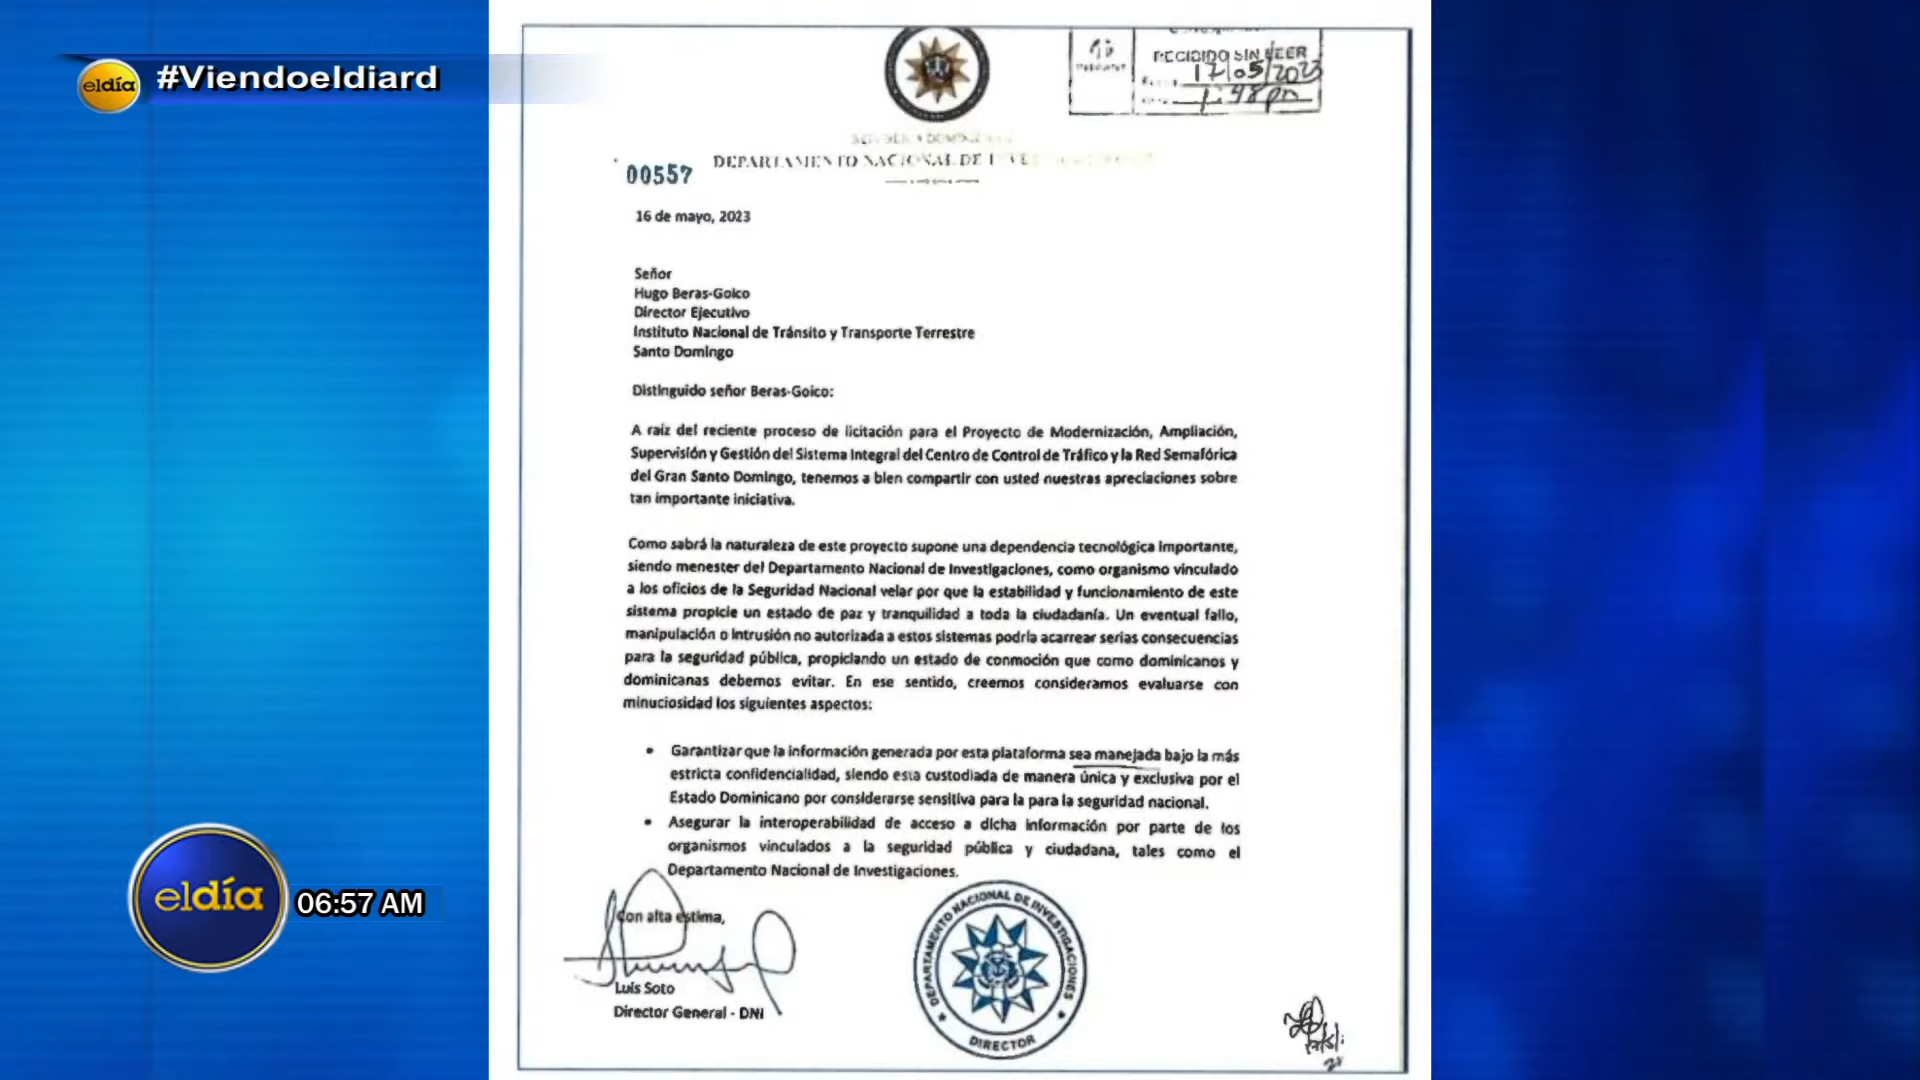 eldía #Viendoeldiard
RECIBIDO SIN LEER
17/05/2023
1:48pm
DEPARTAMENTO NACIONAL DE
00557
16 de mayo, 2023
Señor
Hugo Beras-Goico
Director Ejecutivo
Instituto Nacional de Tránsito y Transporte Terrestre
Santo Domingo
Distinguido señor Beras-Goico:
A raíz del reciente proceso de licitación para el Proyecto de Modernización, Ampliación,
Supervisión y Gestión del Sistema Integral del Centro de Control de Tráfico y la Red Semafórica
del Gran Santo Domingo, tenemos a bien compartir con usted nuestras apreciaciones sobre
tan importante iniciativa.
Como sabrá la naturaleza de este proyecto supone una dependencia tecnológica importante,
siendo menester del Departamento Nacional de Investigaciones, como organismo vinculado
a los oficios de la Seguridad Nacional velar por que la estabilidad y funcionamiento de este
sistema propicie un estado de paz y tranquilidad a toda la ciudadanía. Un eventual fallo,
manipulación o intrusión no autorizada a estos sistemas podría acarrear serias consecuencias
para la seguridad pública, propiciando un estado de conmoción que como dominicanos y
dominicanas debemos evitar. En ese sentido, creemos consideramos evaluarse con
minuciosidad los siguientes aspectos:
• Garantizar que la información generada por esta plataforma sea manejada bajo la más
estricta confidencialidad, siendo esta custodiada de manera única y exclusiva por el
Estado Dominicano por considerarse sensitiva para la para la seguridad nacional.
• Asegurar la interoperabilidad de acceso a dicha información por parte de los
organismos vinculados a la seguridad pública y ciudadana, tales como el
Departamento Nacional de Investigaciones.
Con alta estima,
Luis Soto
Director General - DNI
DEPARTAMENTO NACIONAL DE INVESTIGACIONES
DIRECTOR
eldía 06:57 AM